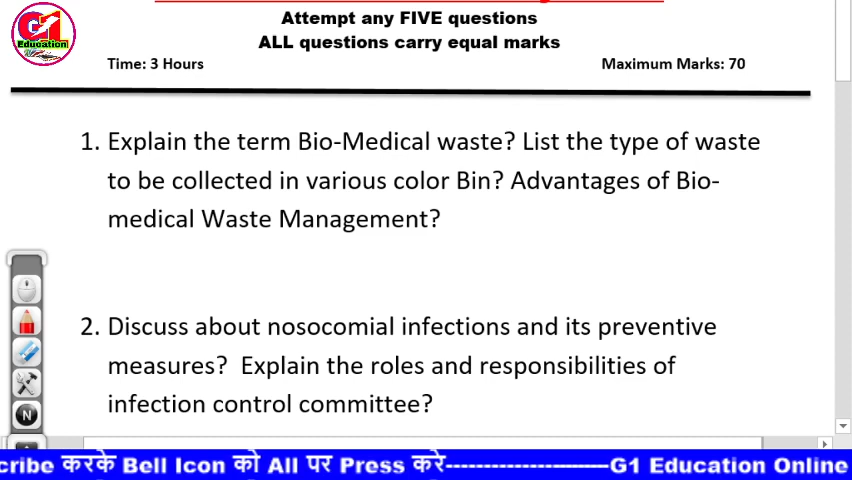 G1
Education
Attempt any FIVE questions
ALL questions carry equal marks
Time: 3 Hours
Maximum Marks: 70
1. Explain the term Bio-Medical waste? List the type of waste
to be collected in various color Bin? Advantages of Bio-
medical Waste Management?
2. Discuss about nosocomial infections and its preventive
measures? Explain the roles and responsibilities of
infection control committee?
N
cribe करके Bell Icon को All पर Press करे-----------------------G1 Education Online